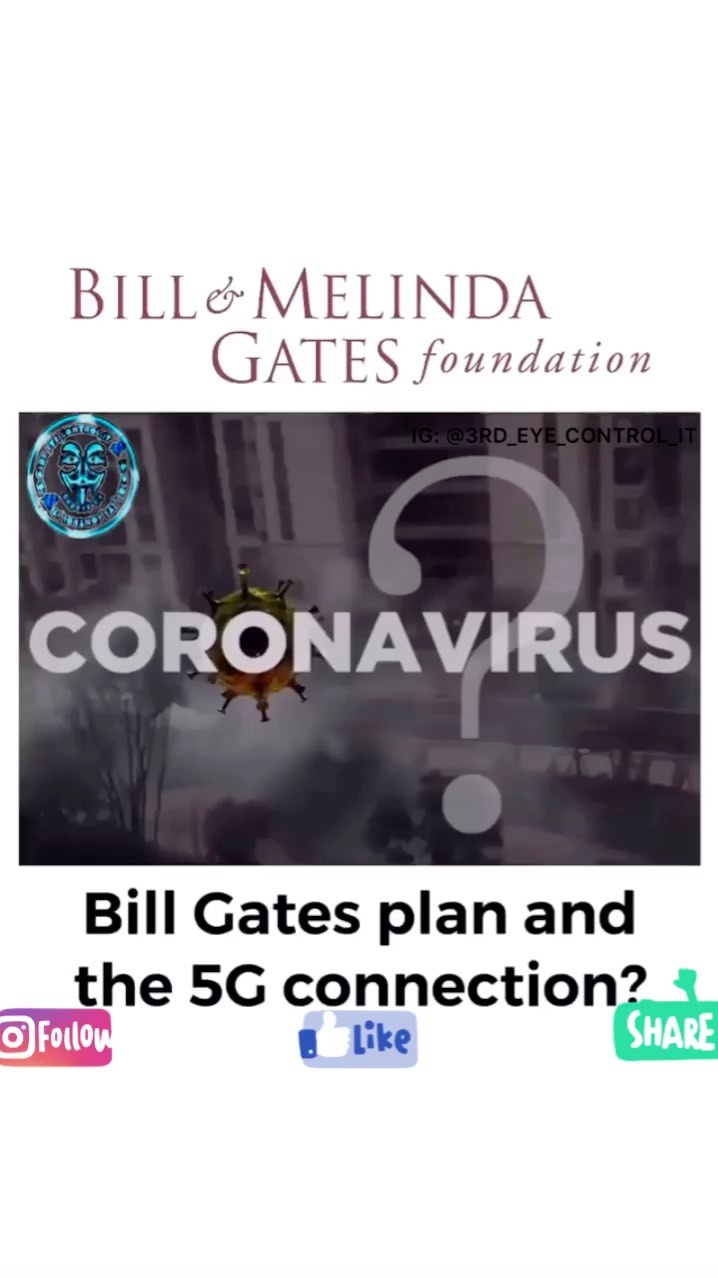 BILL & MELINDA
GATES foundation
IG: @3RD_EYE_CONTROL_IT
?
CORONAVIRUS
Bill Gates plan and
the 5G connection?
Follow
Like
SHARE